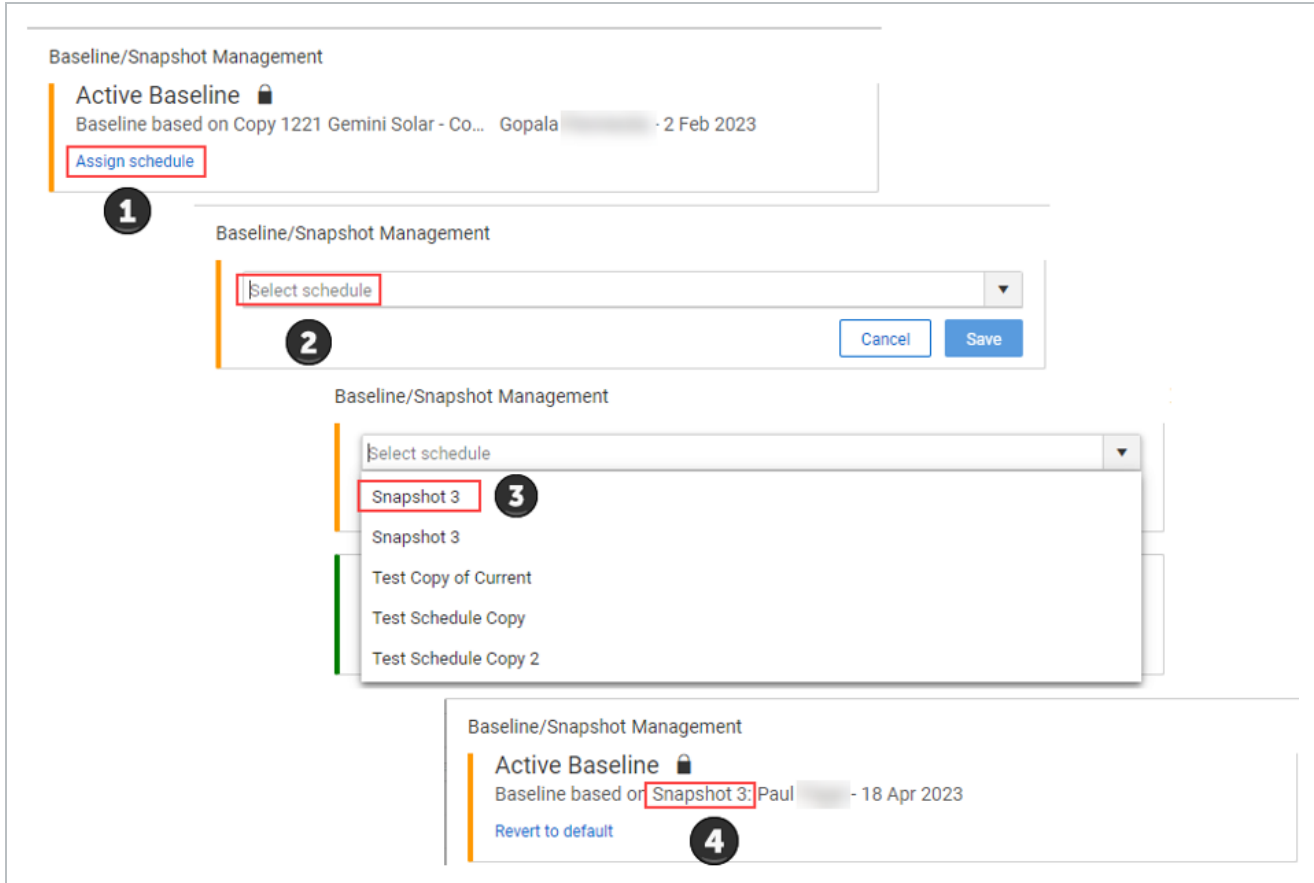 Baseline/Snapshot Management
Active Baseline
Baseline based on Copy 1221 Gemini Solar - Co... Gopala - 2 Feb 2023
Assign schedule
1
Baseline/Snapshot Management
Select schedule
2
Cancel Save
Baseline/Snapshot Management
Select schedule
Snapshot 3
3
Snapshot 3
Test Copy of Current
Test Schedule Copy
Test Schedule Copy 2
Baseline/Snapshot Management
Active Baseline
Baseline based on Snapshot 3: Paul - 18 Apr 2023
Revert to default
4